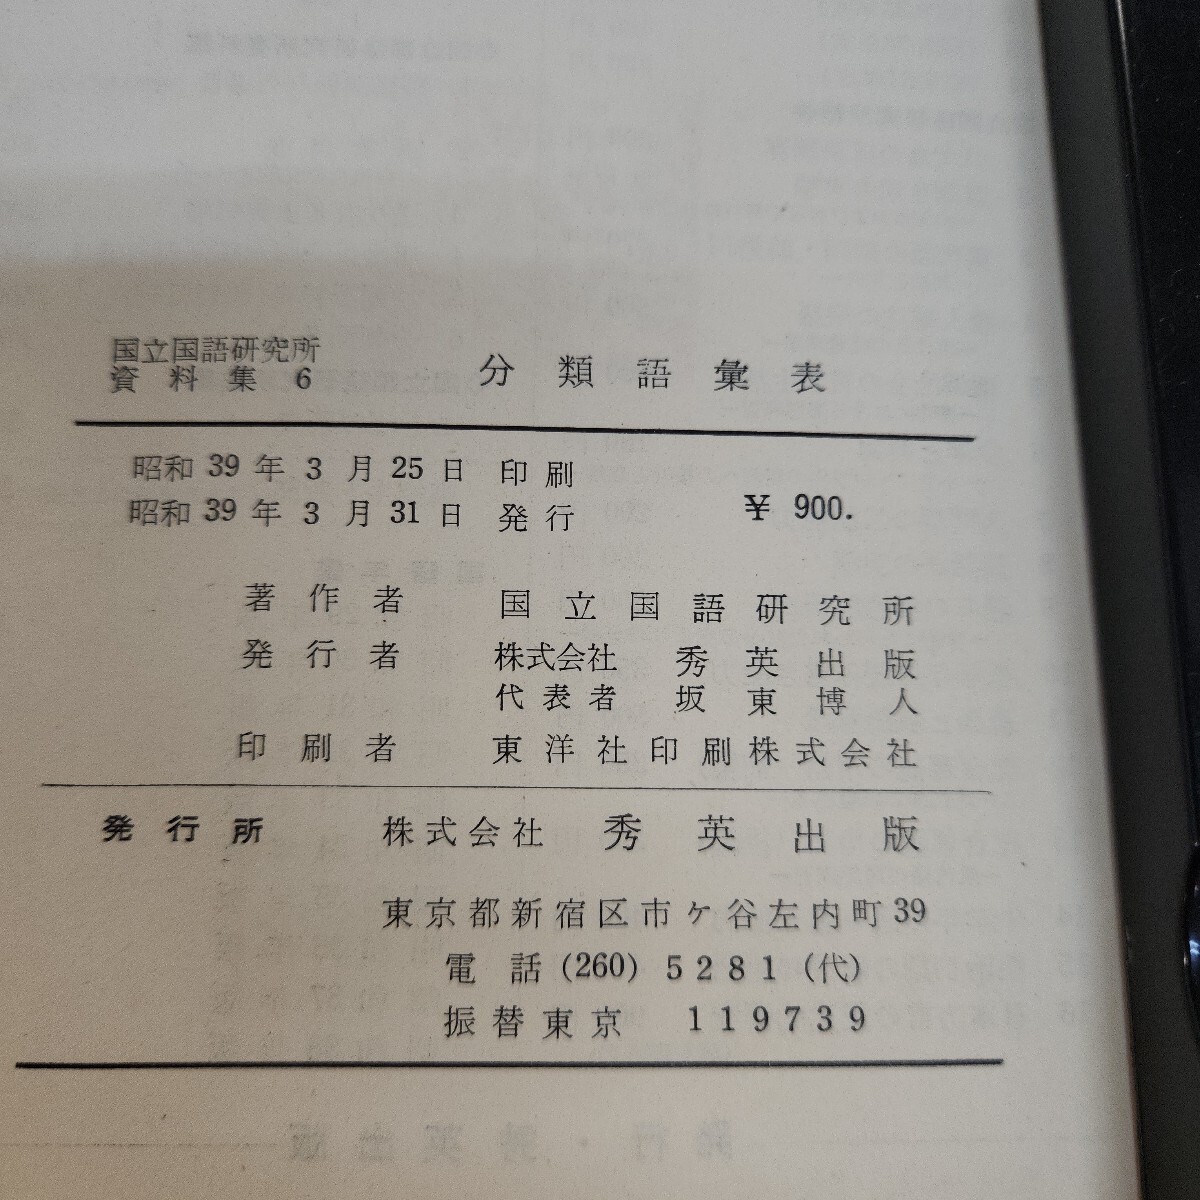 国立国語研究所
資料集 6 分類語彙表
昭和 39 年 3 月 25 日 印刷
昭和 39 年 3 月 31 日 発行 ¥ 900.
著作者 国立国語研究所
発行者 株式会社 秀英出版
代表者 坂東博人
印刷者 東洋社印刷株式会社
発行所 株式会社 秀英出版
東京都新宿区市ケ谷左内町39
電話 (260) 5281 (代)
振替東京 119739